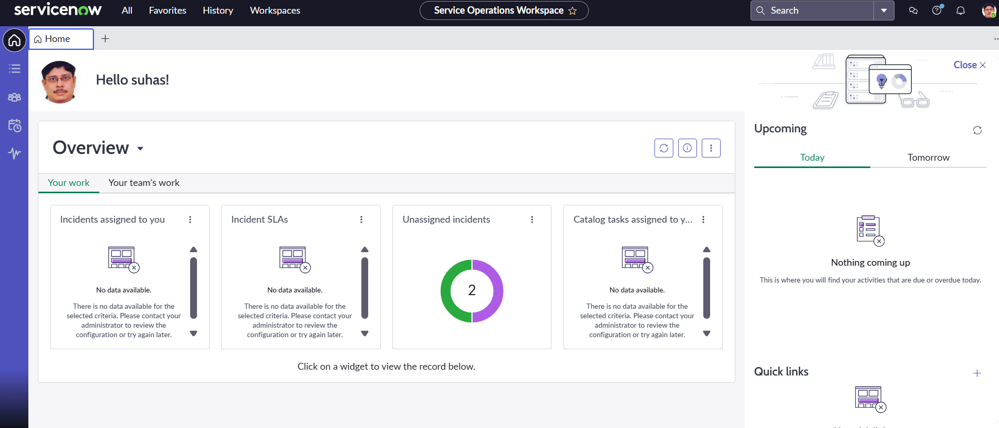 servicenow
All
Favorites
History
Workspaces
Service Operations Workspace
Search
Home
Hello suhas!
Close
Overview
Your work
Your team's work
Incidents assigned to you
No data available.
There is no data available for the
selected criteria. Please contact your
administrator to review the
configuration or try again later.
Incident SLAs
No data available.
There is no data available for the
selected criteria. Please contact your
administrator to review the
configuration or try again later.
Unassigned incidents
2
Catalog tasks assigned to y...
No data available.
There is no data available for the
selected criteria. Please contact your
administrator to review the
configuration or try again later.
Click on a widget to view the record below.
Upcoming
Today
Tomorrow
Nothing coming up
This is where you will find your activities that are due or overdue today.
Quick links